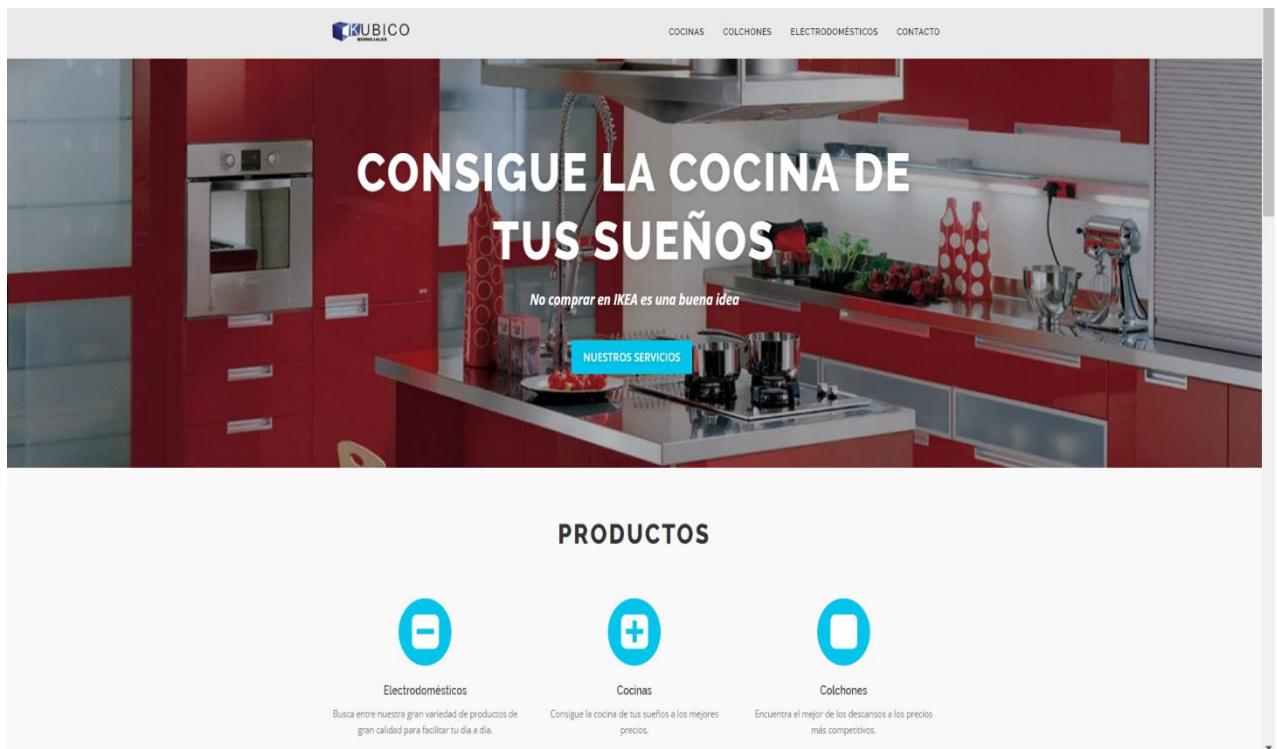 KUBICO
BERMEJALES
COCINAS COLCHONES ELECTRODOMÉSTICOS CONTACTO
CONSIGUE LA COCINA DE
TUS SUEÑOS
No comprar en IKEA es una buena idea
NUESTROS SERVICIOS
PRODUCTOS
Electrodomésticos
Busca entre nuestra gran variedad de productos de
gran calidad para facilitar tu día a día.
Cocinas
Consigue la cocina de tus sueños a los mejores
precios.
Colchones
Encuentra el mejor de los descansos a los precios
más competitivos.